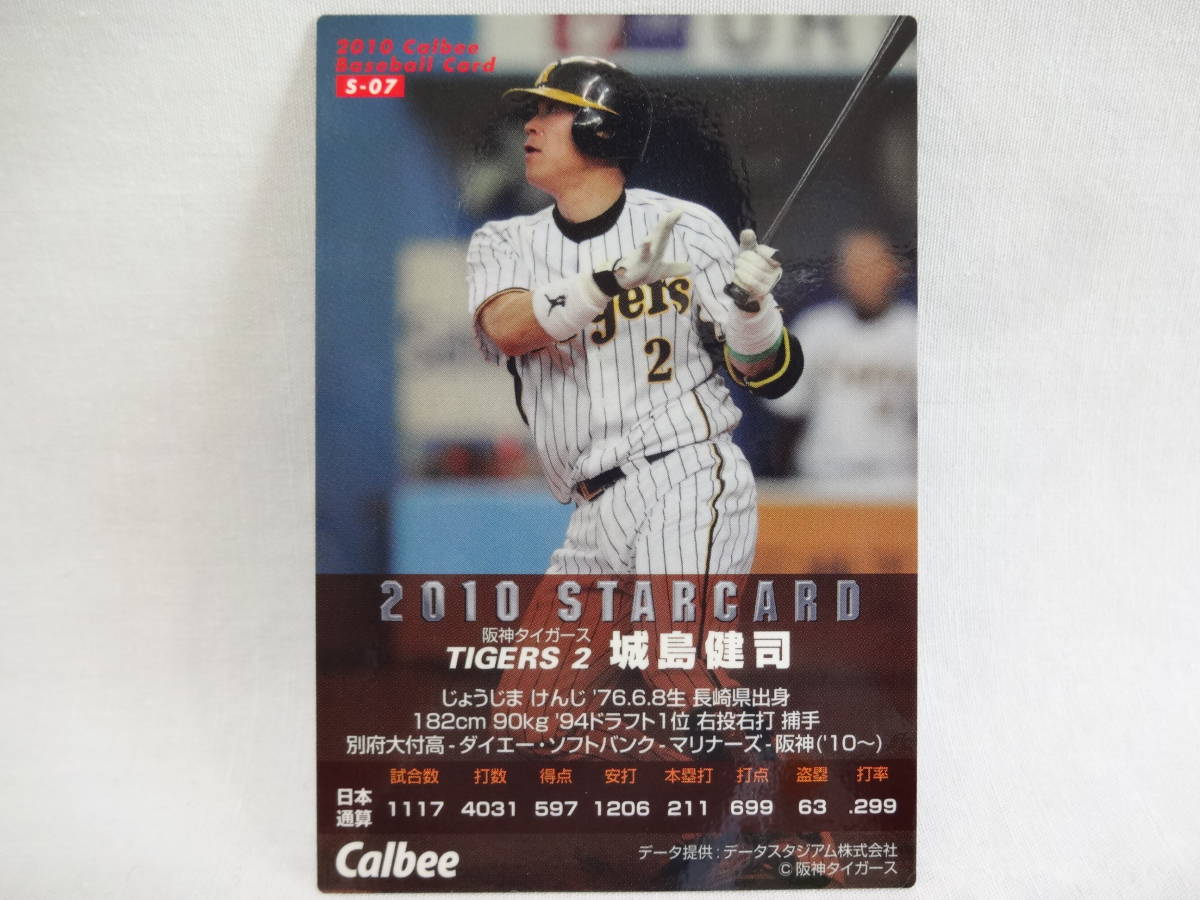 2010 Calbee
Baseball Card
S-07
gers
2
2010 STARCARD
阪神タイガース
TIGERS 2 城島健司
じょうじま けんじ '76.6.8生 長崎県出身
182cm 90kg '94ドラフト1位 右投右打 捕手
別府大付高-ダイエー・ソフトバンク-マリナーズ-阪神('10〜)
試合数 打数 得点 安打 本塁打 打点 盗塁 打率
日本通算 1117 4031 597 1206 211 699 63 .299
Calbee
データ提供:データスタジアム株式会社
©阪神タイガース